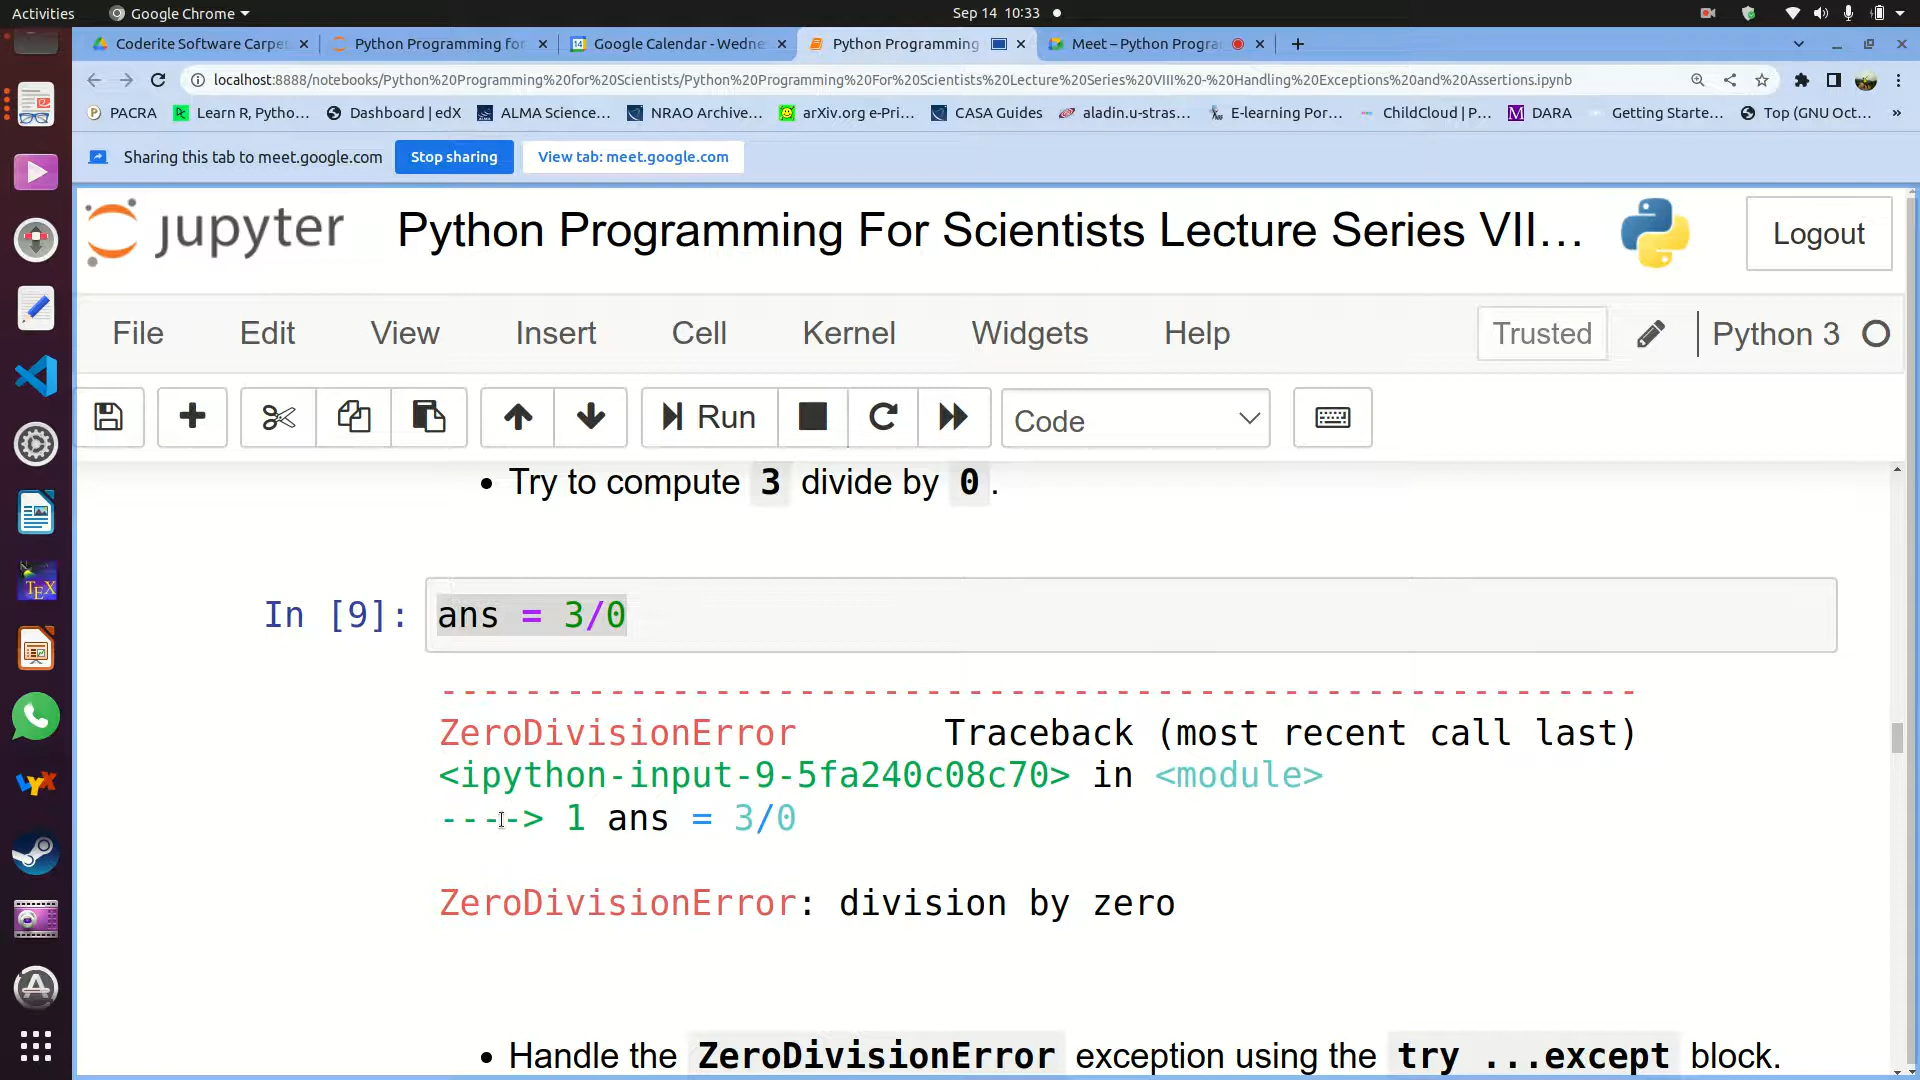 Activities Google Chrome Sep 14 10:33
Coderite Software Carpe Python Programming for Google Calendar - Wedne Python Programming Meet – Python Progra
localhost:8888/notebooks/Python%20Programming%20for%20Scientists/Python%20Programming%20For%20Scientists%20Lecture%20Series%20VIII%20-%20Handling%20Exceptions%20and%20Assertions.ipynb
PACRA Learn R, Pytho... Dashboard | edX ALMA Science... NRAO Archive... arXiv.org e-Pri... CASA Guides aladin.u-stras... E-learning Por... ChildCloud | P... DARA Getting Starte... Top (GNU Oct... »
Sharing this tab to meet.google.com Stop sharing View tab: meet.google.com
jupyter Python Programming For Scientists Lecture Series VII... Logout
File Edit View Insert Cell Kernel Widgets Help Trusted Python 3
Run Code
• Try to compute 3 divide by 0.
In [9]: ans = 3/0
---------------------------------------------------------
ZeroDivisionError Traceback (most recent call last)
<ipython-input-9-5fa240c08c70> in <module>
----> 1 ans = 3/0
ZeroDivisionError: division by zero
• Handle the ZeroDivisionError exception using the try ...except block.
TEX
LYX